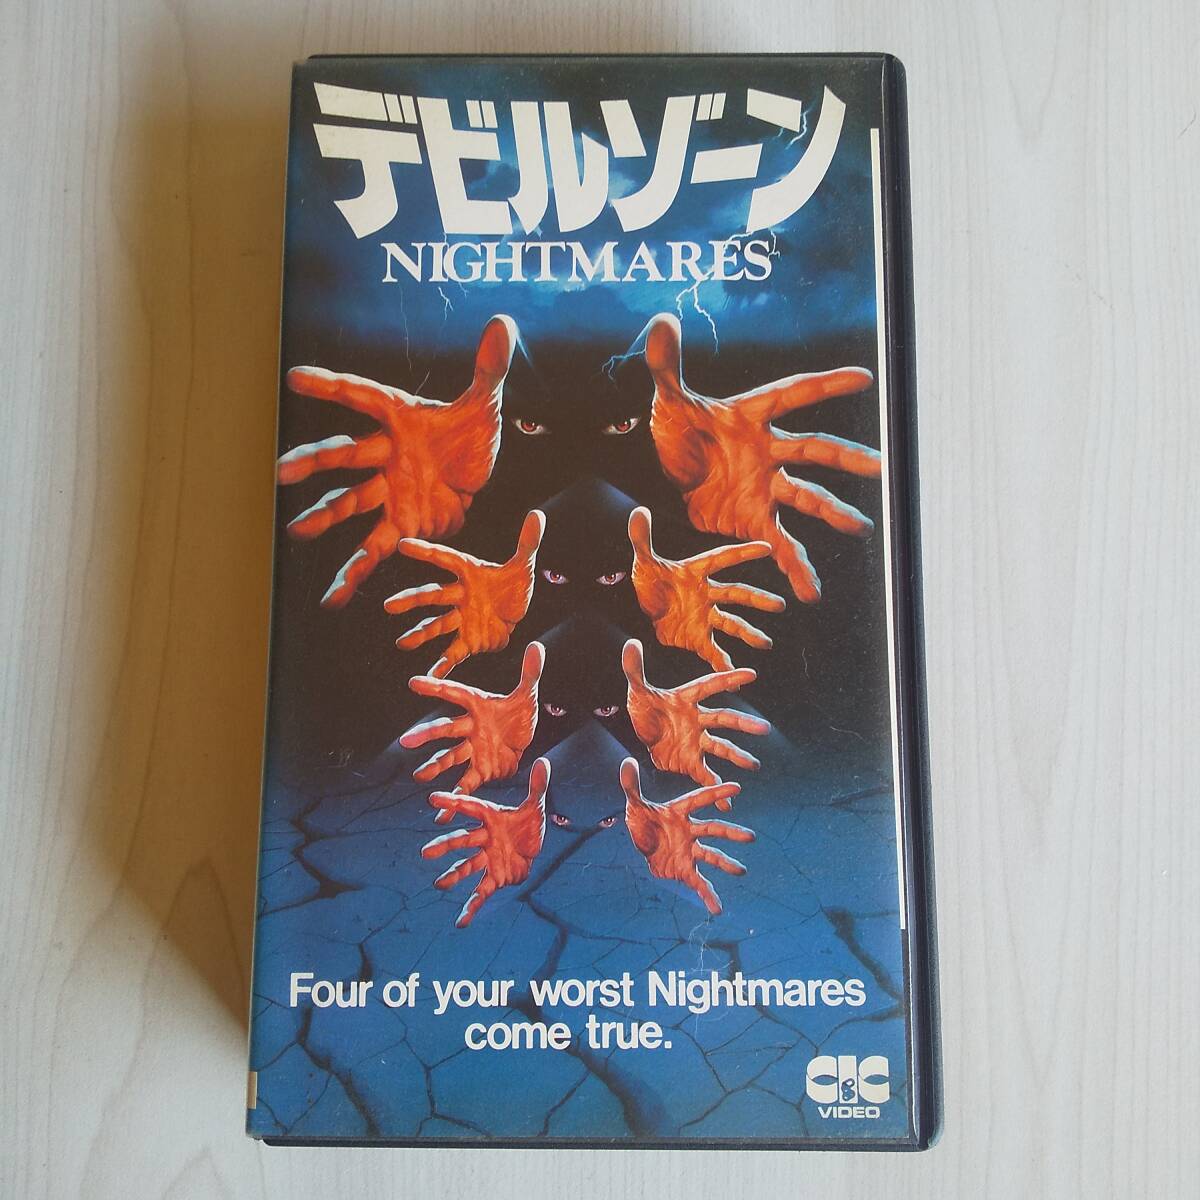 デビルゾーン
NIGHTMARES
Four of your worst Nightmares
come true.
CIC
VIDEO